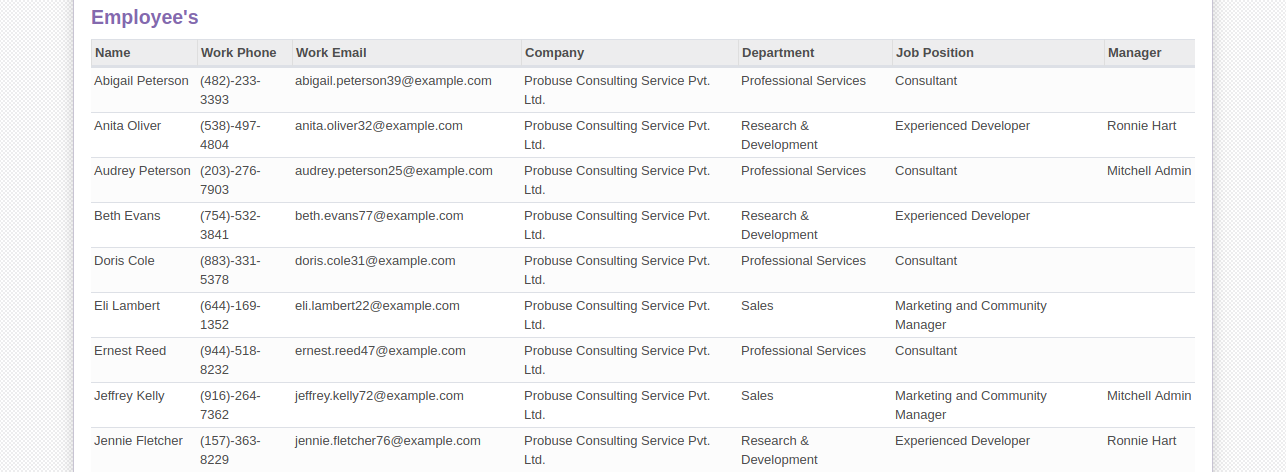 Employee's
Name Work Phone Work Email Company Department Job Position Manager
Abigail Peterson (482)-233- abigail.peterson39@example.com Probuse Consulting Service Pvt. Professional Services Consultant
3393 Ltd.
Anita Oliver (538)-497- anita.oliver32@example.com Probuse Consulting Service Pvt. Research & Experienced Developer Ronnie Hart
4804 Ltd. Development
Audrey Peterson (203)-276- audrey.peterson25@example.com Probuse Consulting Service Pvt. Professional Services Consultant Mitchell Admin
7903 Ltd.
Beth Evans (754)-532- beth.evans77@example.com Probuse Consulting Service Pvt. Research & Experienced Developer
3841 Ltd. Development
Doris Cole (883)-331- doris.cole31@example.com Probuse Consulting Service Pvt. Professional Services Consultant
5378 Ltd.
Eli Lambert (644)-169- eli.lambert22@example.com Probuse Consulting Service Pvt. Sales Marketing and Community
1352 Ltd. Manager
Ernest Reed (944)-518- ernest.reed47@example.com Probuse Consulting Service Pvt. Professional Services Consultant
8232 Ltd.
Jeffrey Kelly (916)-264- jeffrey.kelly72@example.com Probuse Consulting Service Pvt. Sales Marketing and Community Mitchell Admin
7362 Ltd. Manager
Jennie Fletcher (157)-363- jennie.fletcher76@example.com Probuse Consulting Service Pvt. Research & Experienced Developer Ronnie Hart
8229 Ltd. Development